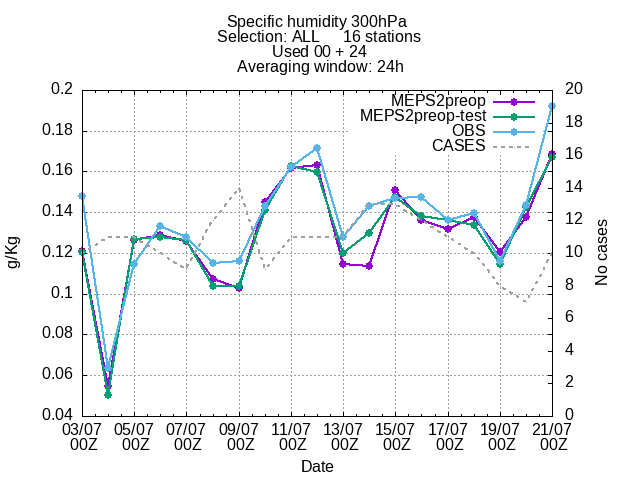 Specific humidity 300hPa
Selection: ALL 16 stations
Used 00 + 24
Averaging window: 24h
MEPS2preop
MEPS2preop-test
OBS
CASES
g/Kg
0.2
0.18
0.16
0.14
0.12
0.1
0.08
0.06
0.04
20
18
16
14
12
10
8
6
4
2
0
No cases
03/07 05/07 07/07 09/07 11/07 13/07 15/07 17/07 19/07 21/07
00Z 00Z 00Z 00Z 00Z 00Z 00Z 00Z 00Z 00Z
Date